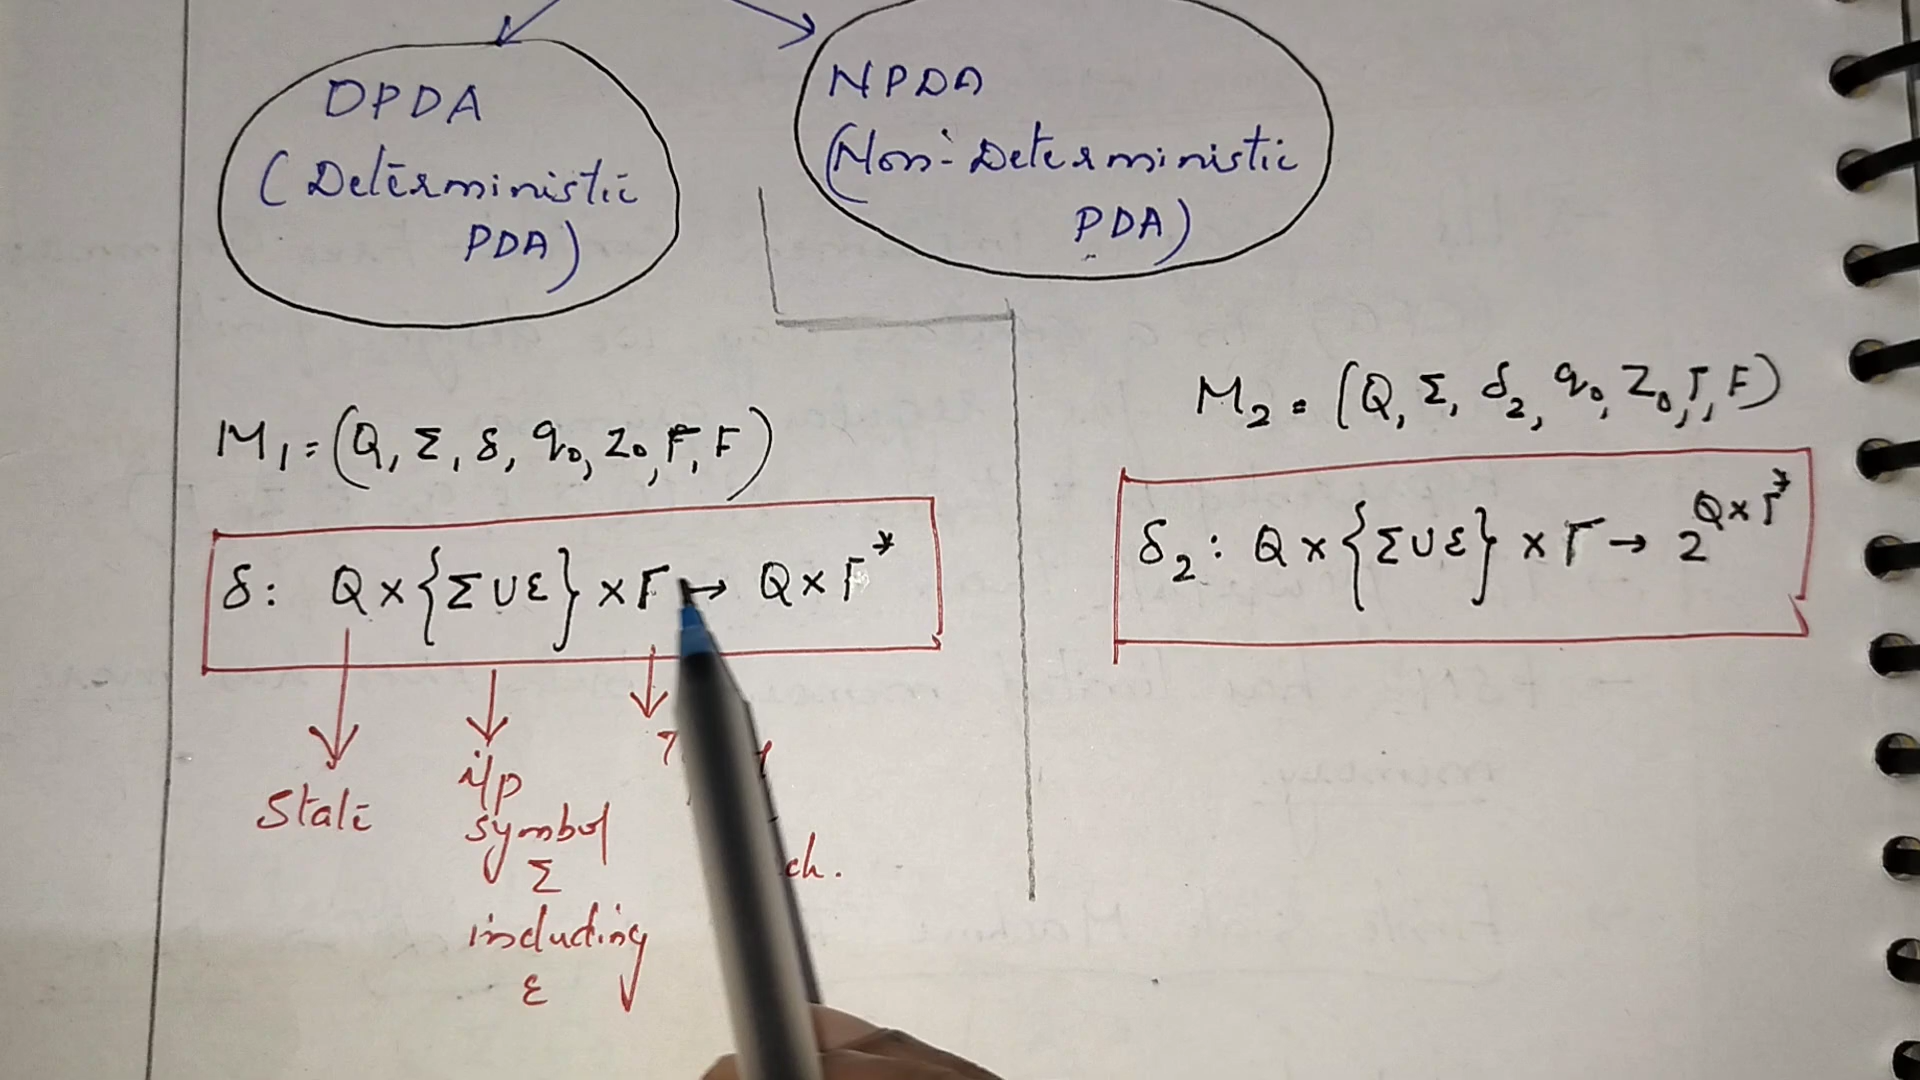 DPDA
(Deterministic
PDA)
NPDA
(Non-Deterministic
PDA)
M₁ = (Q, Σ, δ, q₀, Z₀, Γ, F)
δ: Q × {Σ ∪ ε} × Γ → Q × Γ*
State
i/p
symbol
Σ
including
ε
M₂ = (Q, Σ, δ₂, q₀, Z₀, Γ, F)
δ₂: Q × {Σ ∪ ε} × Γ → 2^(Q × Γ*)